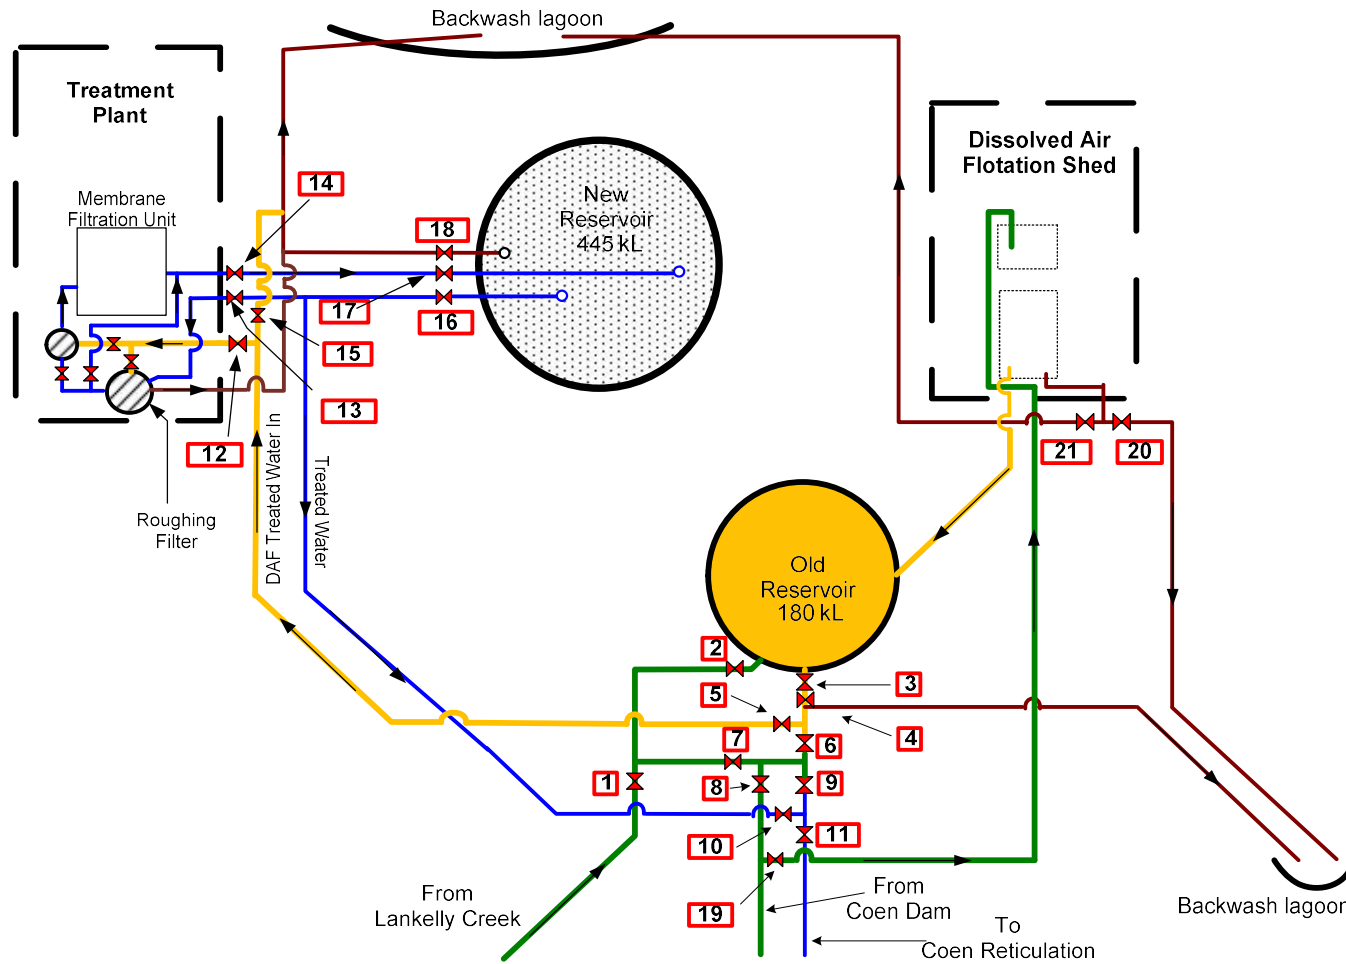 Backwash lagoon
Treatment
Plant
Dissolved Air
Flotation Shed
14
Membrane
Filtration Unit
New
Reservoir
445 kL
18
17
16
15
13
12
21
20
DAF Treated Water In
Treated Water
Roughing
Filter
Old
Reservoir
180 kL
2
3
5
4
7
6
1
8
9
10
11
19
From
Lankelly Creek
From
Coen Dam
To
Coen Reticulation
Backwash lagoon